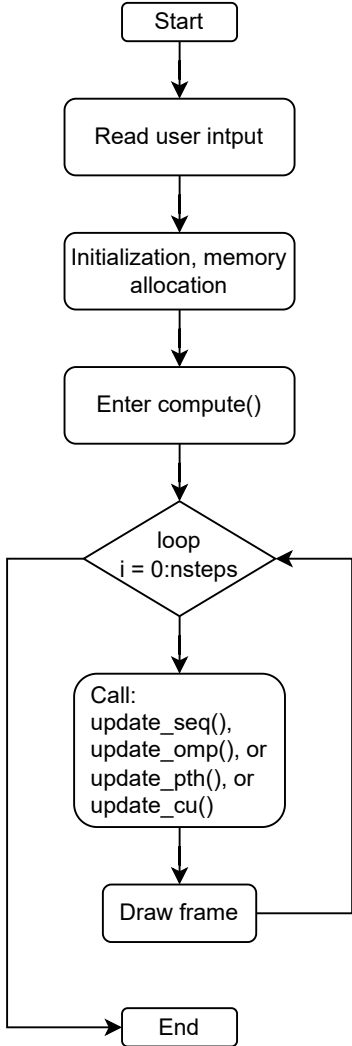 Start
Read user intput
Initialization, memory
allocation
Enter compute()
loop
i = 0:nsteps
Call:
update_seq(),
update_omp(), or
update_pth(), or
update_cu()
Draw frame
End